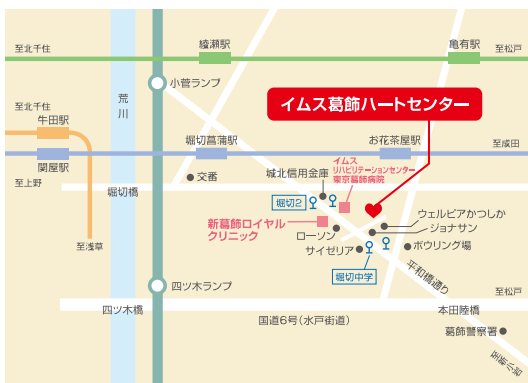 綾瀬駅
亀有駅
至北千住
至松戸
小菅ランプ
荒川
イムス葛飾ハートセンター
至北千住
牛田駅
堀切菖蒲駅
お花茶屋駅
至成田
関屋駅
至上野
交番
城北信用金庫
イムス
リハビリテーションセンター
東京葛飾病院
堀切橋
堀切2
新葛飾ロイヤル
クリニック
ローソン
ウェルピアかつしか
ジョナサン
至浅草
サイゼリア
ボウリング場
堀切中学
平和橋通り
四ツ木ランプ
至松戸
四ツ木橋
国道6号(水戸街道)
本田陸橋
葛飾警察署
至新小岩